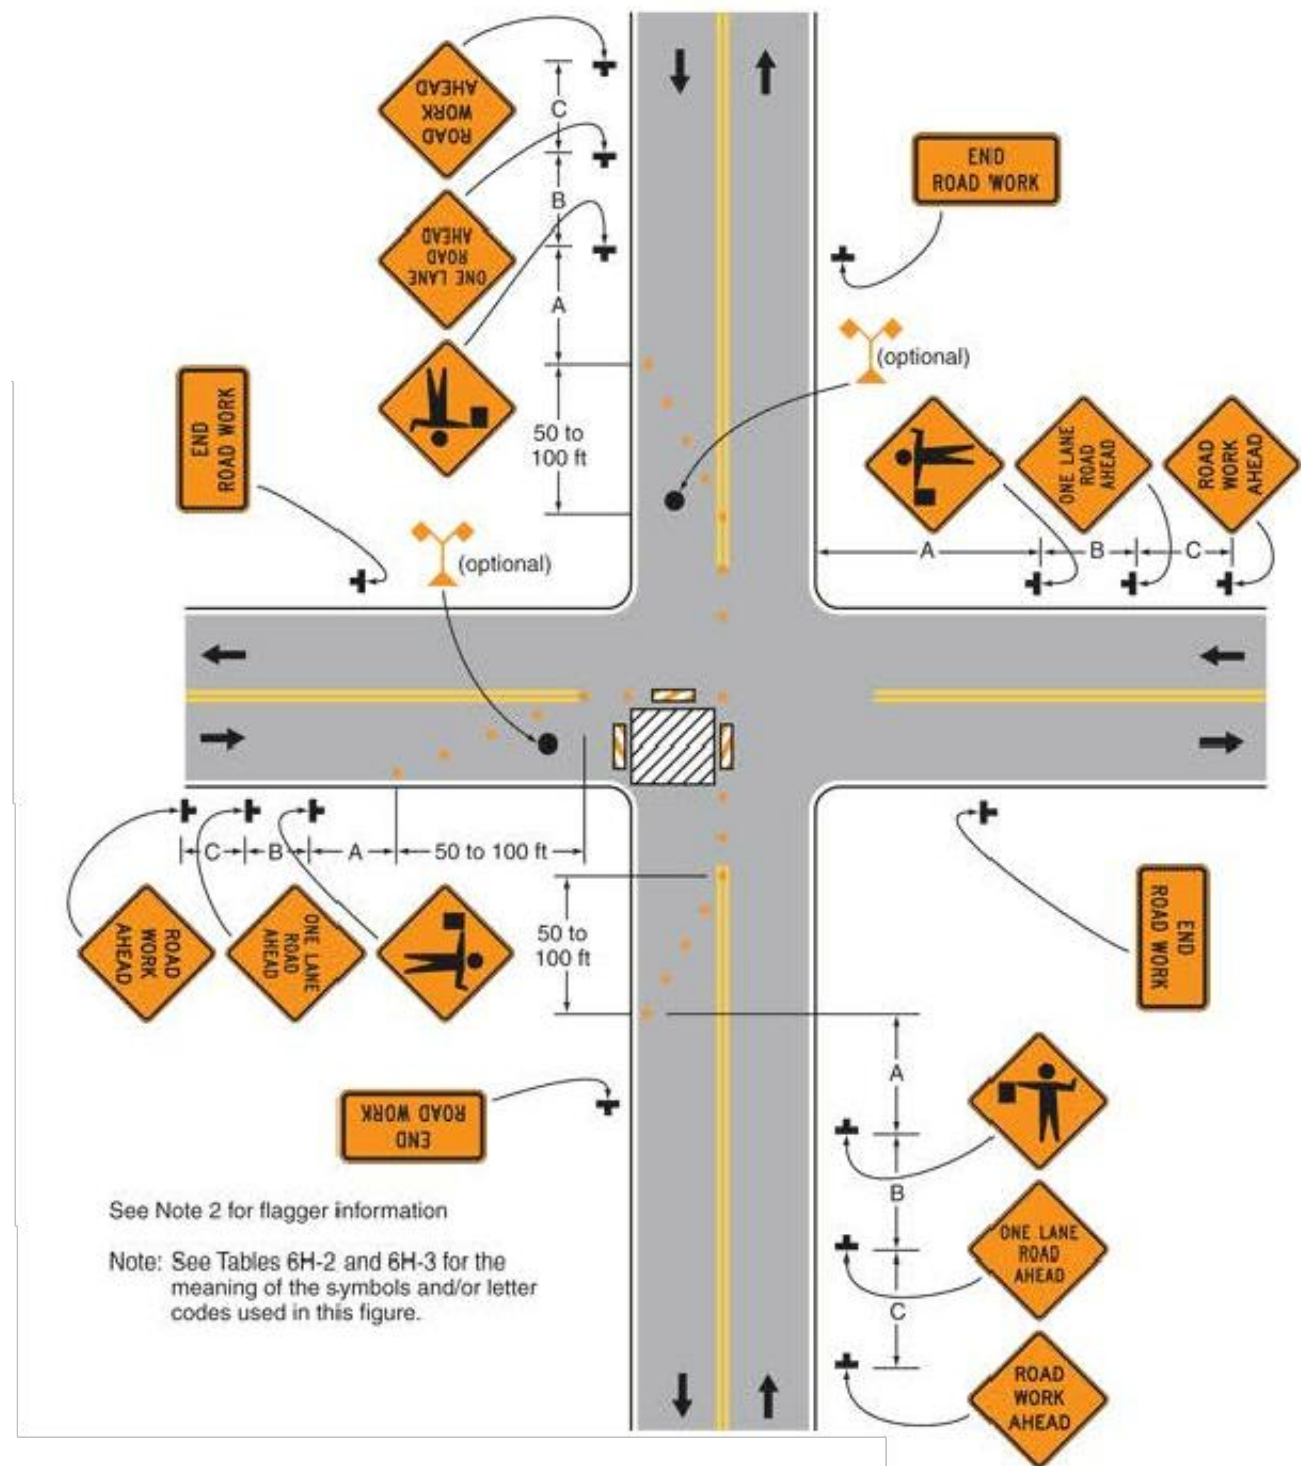 ROAD
WORK
AHEAD
C
ONE LANE
ROAD
AHEAD
B
A
END
ROAD WORK
(optional)
50 to
100 ft
END
ROAD WORK
(optional)
A
B
C
ONE LANE
ROAD
AHEAD
ROAD
WORK
AHEAD
C
B
A
50 to 100 ft
ROAD
WORK
AHEAD
ONE LANE
ROAD
AHEAD
50 to
100 ft
END
ROAD WORK
A
END
ROAD WORK
B
ONE LANE
ROAD
AHEAD
C
ROAD
WORK
AHEAD
See Note 2 for flagger information
Note: See Tables 6H-2 and 6H-3 for the
meaning of the symbols and/or letter
codes used in this figure.